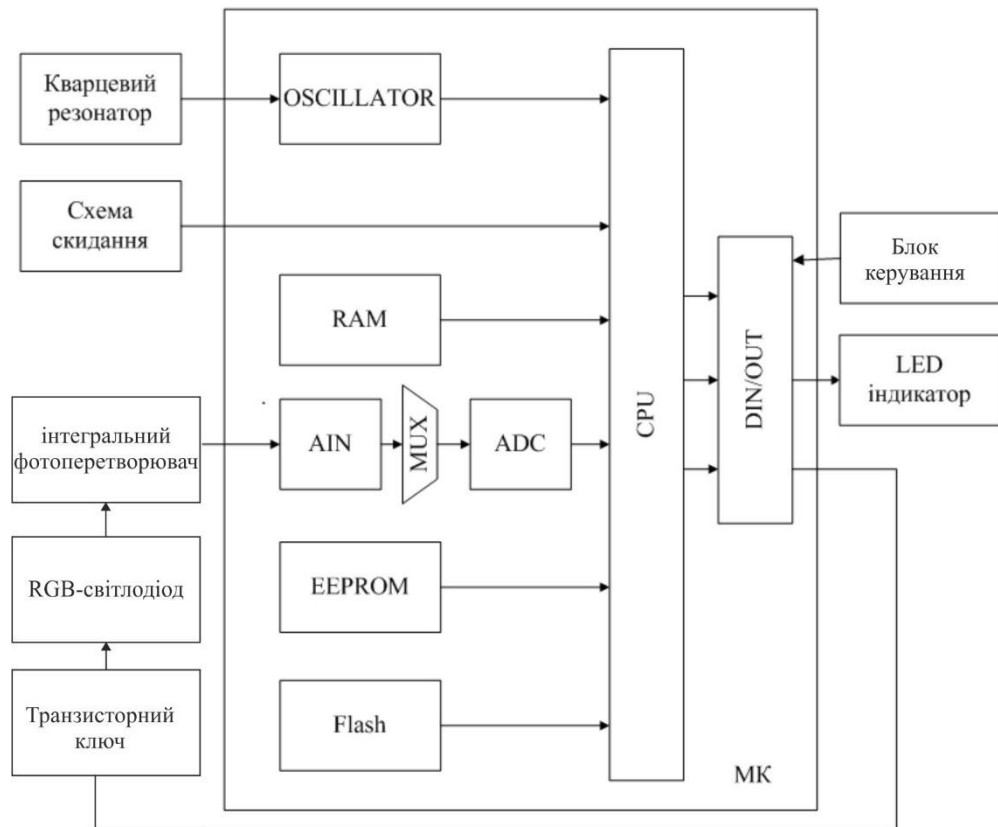 Кварцевий
резонатор
OSCILLATOR
Схема
скидання
RAM
Блок
керування
LED
індикатор
інтегральний
фотоперетворювач
AIN
MUX
ADC
CPU
DIN/OUT
RGB-світлодіод
EEPROM
Транзисторний
ключ
Flash
МК